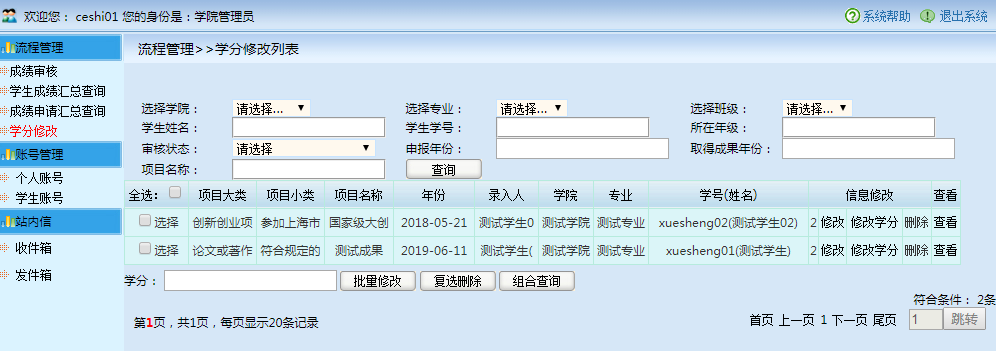 欢迎您： ceshi01 您的身份是：学院管理员 系统帮助 退出系统
流程管理
成绩审核
学生成绩汇总查询
成绩申请汇总查询
学分修改
账号管理
个人账号
学生账号
站内信
收件箱
发件箱
流程管理>>学分修改列表
选择学院： 请选择... 选择专业： 请选择... 选择班级： 请选择...
学生姓名： 学生学号： 所在年级：
审核状态： 请选择 申报年份： 取得成果年份：
项目名称： 查询
全选： 项目大类 项目小类 项目名称 年份 录入人 学院 专业 学号(姓名) 信息修改 查看
选择 创新创业项 参加上海市 国家级大创 2018-05-21 测试学生0 测试学院 测试专业 xuesheng02(测试学生02) 2 修改 修改学分 删除 查看
选择 论文或著作 符合规定的 测试成果 2019-06-11 测试学生( 测试学院 测试专业 xuesheng01(测试学生) 2 修改 修改学分 删除 查看
学分： 批量修改 复选删除 组合查询
符合条件： 2条
第1页，共1页，每页显示20条记录 首页 上一页 1 下一页 尾页 1 跳转